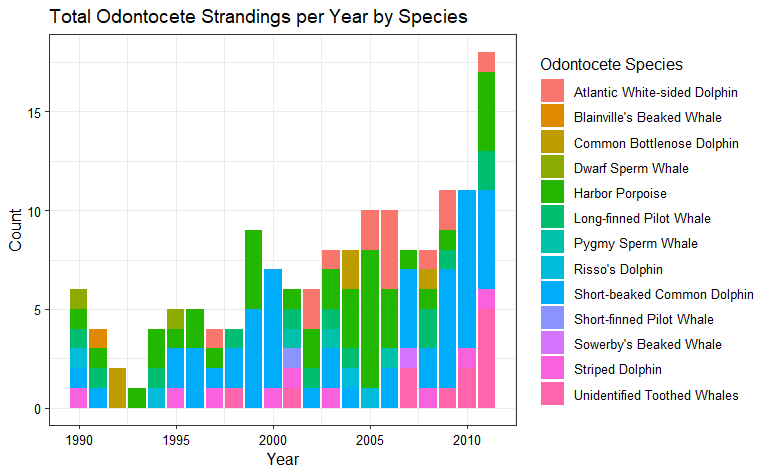 Total Odontocete Strandings per Year by Species
Count
15
10
5
0
1990 1995 2000 2005 2010
Year
Odontocete Species
Atlantic White-sided Dolphin
Blainville's Beaked Whale
Common Bottlenose Dolphin
Dwarf Sperm Whale
Harbor Porpoise
Long-finned Pilot Whale
Pygmy Sperm Whale
Risso's Dolphin
Short-beaked Common Dolphin
Short-finned Pilot Whale
Sowerby's Beaked Whale
Striped Dolphin
Unidentified Toothed Whales